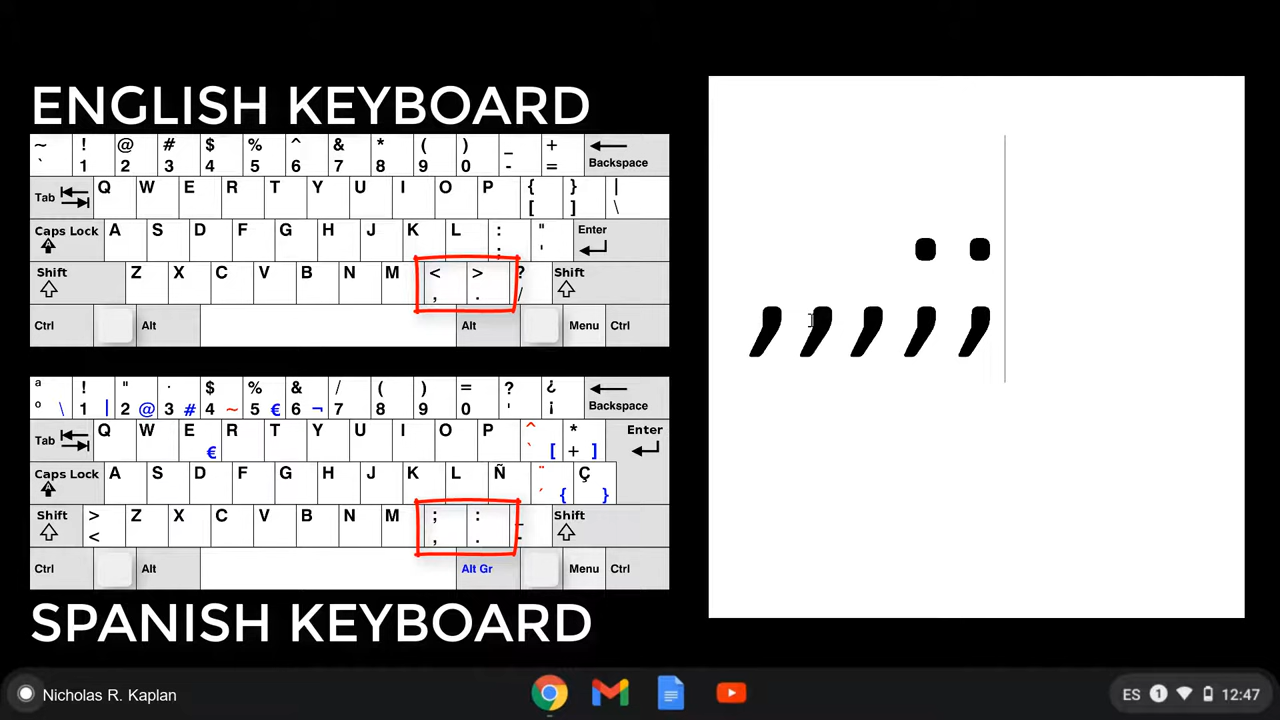 ENGLISH KEYBOARD
~ ! @ # $ % ^ & * ( ) _ +
` 1 2 3 4 5 6 7 8 9 0 - = Backspace
Tab Q W E R T Y U I O P { } |
[ ] \
Caps Lock A S D F G H J K L : " Enter
; '
Shift Z X C V B N M < > ? Shift
, . /
Ctrl Alt Alt Menu Ctrl
ª ! " · $ % & / ( ) = ? ¿
º \ 1 | 2 @ 3 # 4 ~ 5 € 6 ¬ 7 8 9 0 ' ¡ Backspace
Tab Q W E R T Y U I O P ^ * Enter
€ ` [ + ]
Caps Lock A S D F G H J K L Ñ ¨ Ç
´ { }
Shift > Z X C V B N M ; : _ Shift
< , . -
Ctrl Alt Alt Gr Menu Ctrl
SPANISH KEYBOARD
,,,;;
Nicholas R. Kaplan
ES 1 12:47